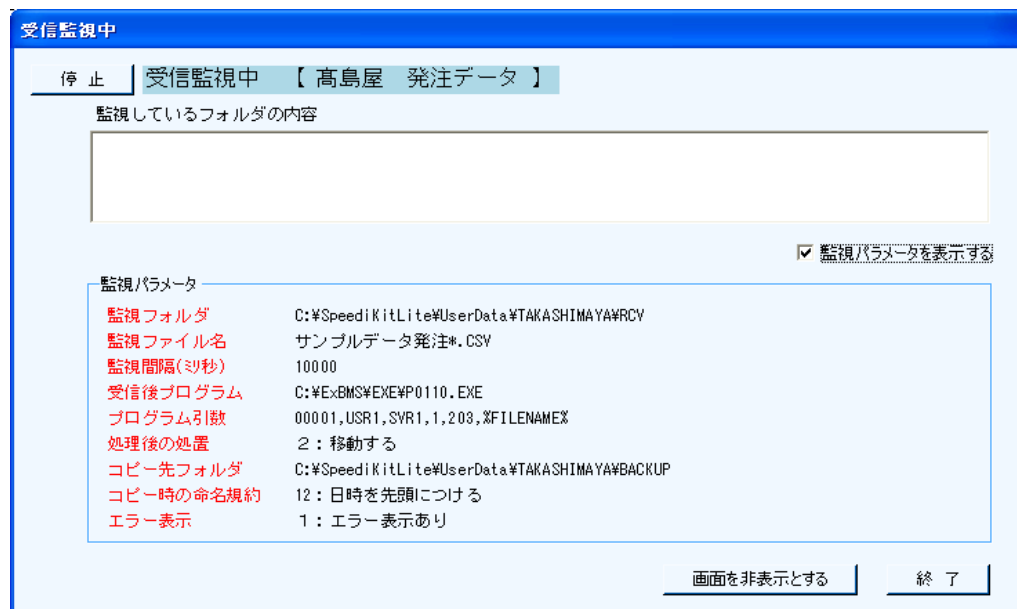 受信監視中
停 止
受信監視中 【 髙島屋 発注データ 】
監視しているフォルダの内容
監視パラメータを表示する
監視パラメータ
監視フォルダ C:¥SpeediKitLite¥UserData¥TAKASHIMAYA¥RCV
監視ファイル名 サンプルデータ発注*.CSV
監視間隔(ミリ秒) 10000
受信後プログラム C:¥ExBMS¥EXE¥P0110.EXE
プログラム引数 00001,USR1,SVR1,1,203,%FILENAME%
処理後の処置 2:移動する
コピー先フォルダ C:¥SpeediKitLite¥UserData¥TAKASHIMAYA¥BACKUP
コピー時の命名規約 12:日時を先頭につける
エラー表示 1:エラー表示あり
画面を非表示とする
終 了